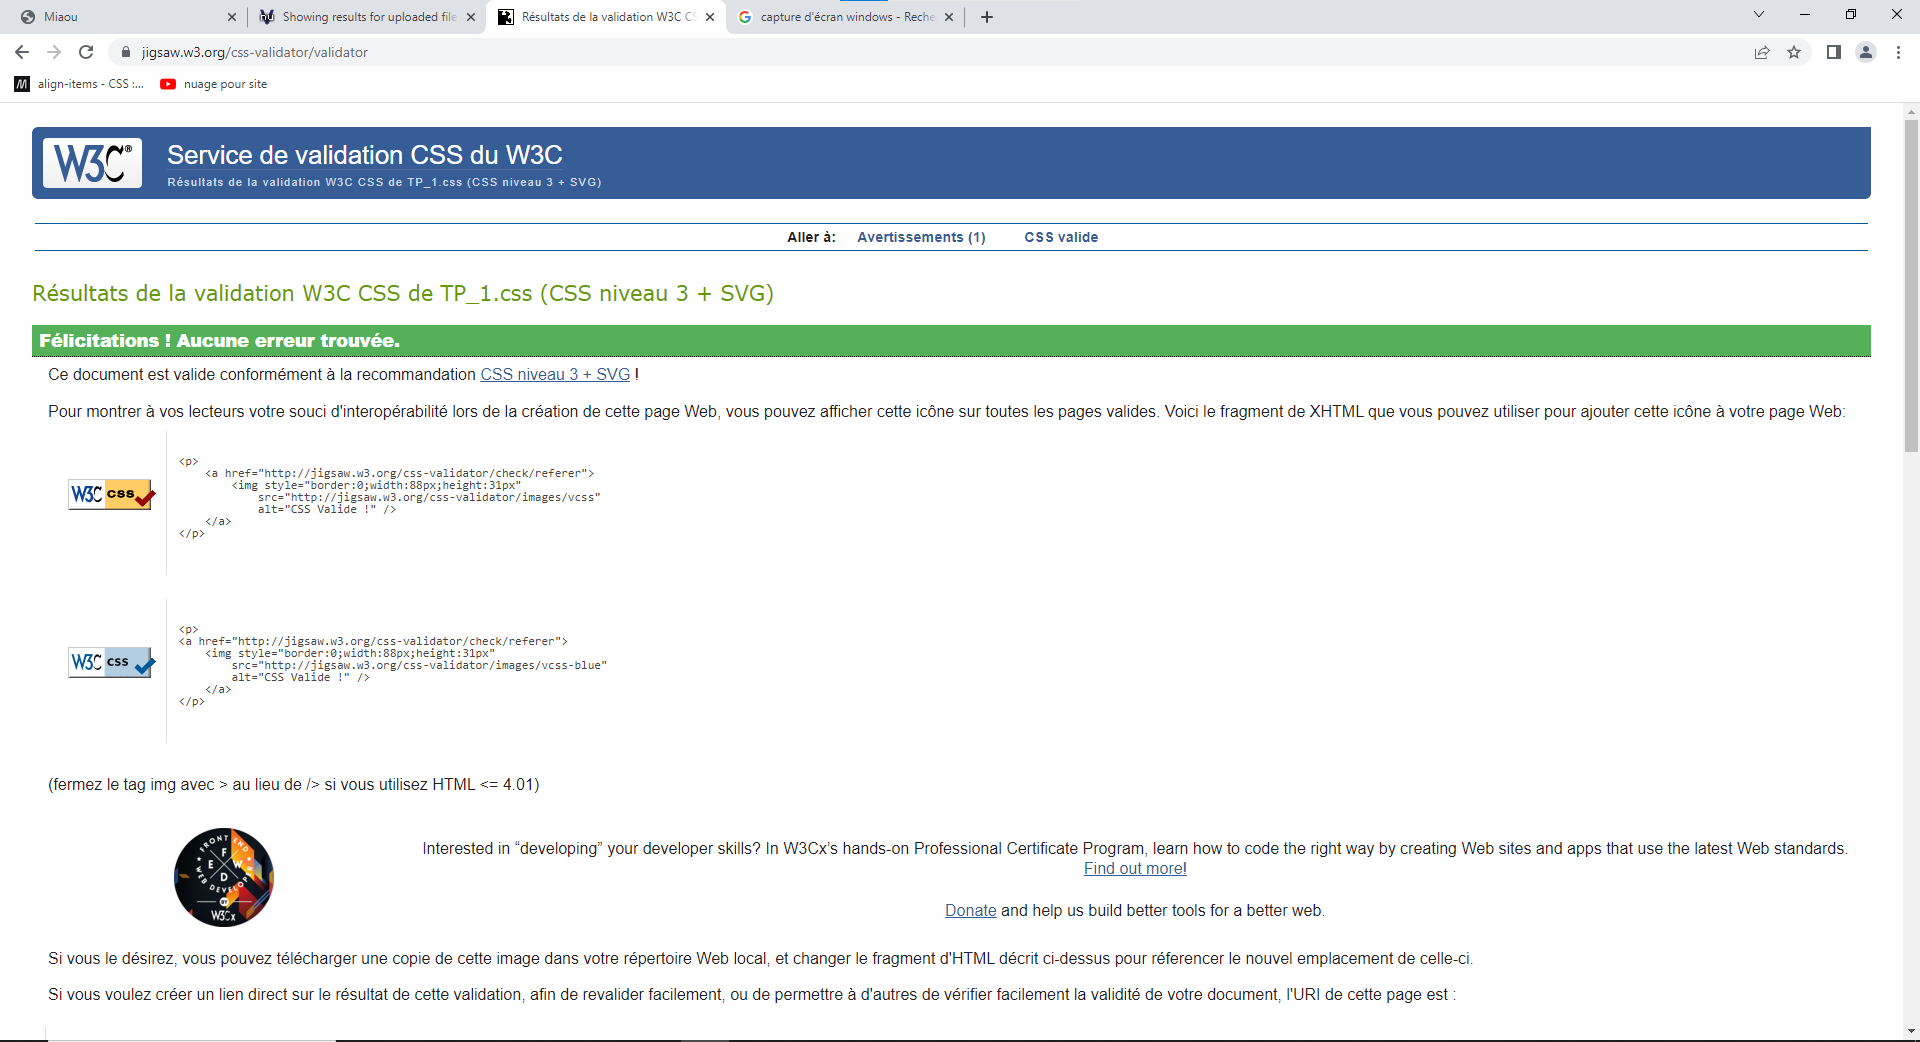 Miaou
Showing results for uploaded file
Résultats de la validation W3C CS
capture d'écran windows - Reche
jigsaw.w3.org/css-validator/validator
align-items - CSS :...
nuage pour site
W3C®
Service de validation CSS du W3C
Résultats de la validation W3C CSS de TP_1.css (CSS niveau 3 + SVG)
Aller à: Avertissements (1) CSS valide
Résultats de la validation W3C CSS de TP_1.css (CSS niveau 3 + SVG)
Félicitations ! Aucune erreur trouvée.
Ce document est valide conformément à la recommandation CSS niveau 3 + SVG !
Pour montrer à vos lecteurs votre souci d'interopérabilité lors de la création de cette page Web, vous pouvez afficher cette icône sur toutes les pages valides. Voici le fragment de XHTML que vous pouvez utiliser pour ajouter cette icône à votre page Web:
W3C css
<p>
<a href="http://jigsaw.w3.org/css-validator/check/referer">
<img style="border:0;width:88px;height:31px"
src="http://jigsaw.w3.org/css-validator/images/vcss"
alt="CSS Valide !" />
</a>
</p>
W3C css
<p>
<a href="http://jigsaw.w3.org/css-validator/check/referer">
<img style="border:0;width:88px;height:31px"
src="http://jigsaw.w3.org/css-validator/images/vcss-blue"
alt="CSS Valide !" />
</a>
</p>
(fermez le tag img avec > au lieu de /> si vous utilisez HTML <= 4.01)
FRONT END
F E W D
WEB DEVELOPER
BY
W3Cx
Interested in “developing” your developer skills? In W3Cx’s hands-on Professional Certificate Program, learn how to code the right way by creating Web sites and apps that use the latest Web standards.
Find out more!
Donate and help us build better tools for a better web.
Si vous le désirez, vous pouvez télécharger une copie de cette image dans votre répertoire Web local, et changer le fragment d'HTML décrit ci-dessus pour réferencer le nouvel emplacement de celle-ci.
Si vous voulez créer un lien direct sur le résultat de cette validation, afin de revalider facilement, ou de permettre à d'autres de vérifier facilement la validité de votre document, l'URI de cette page est :